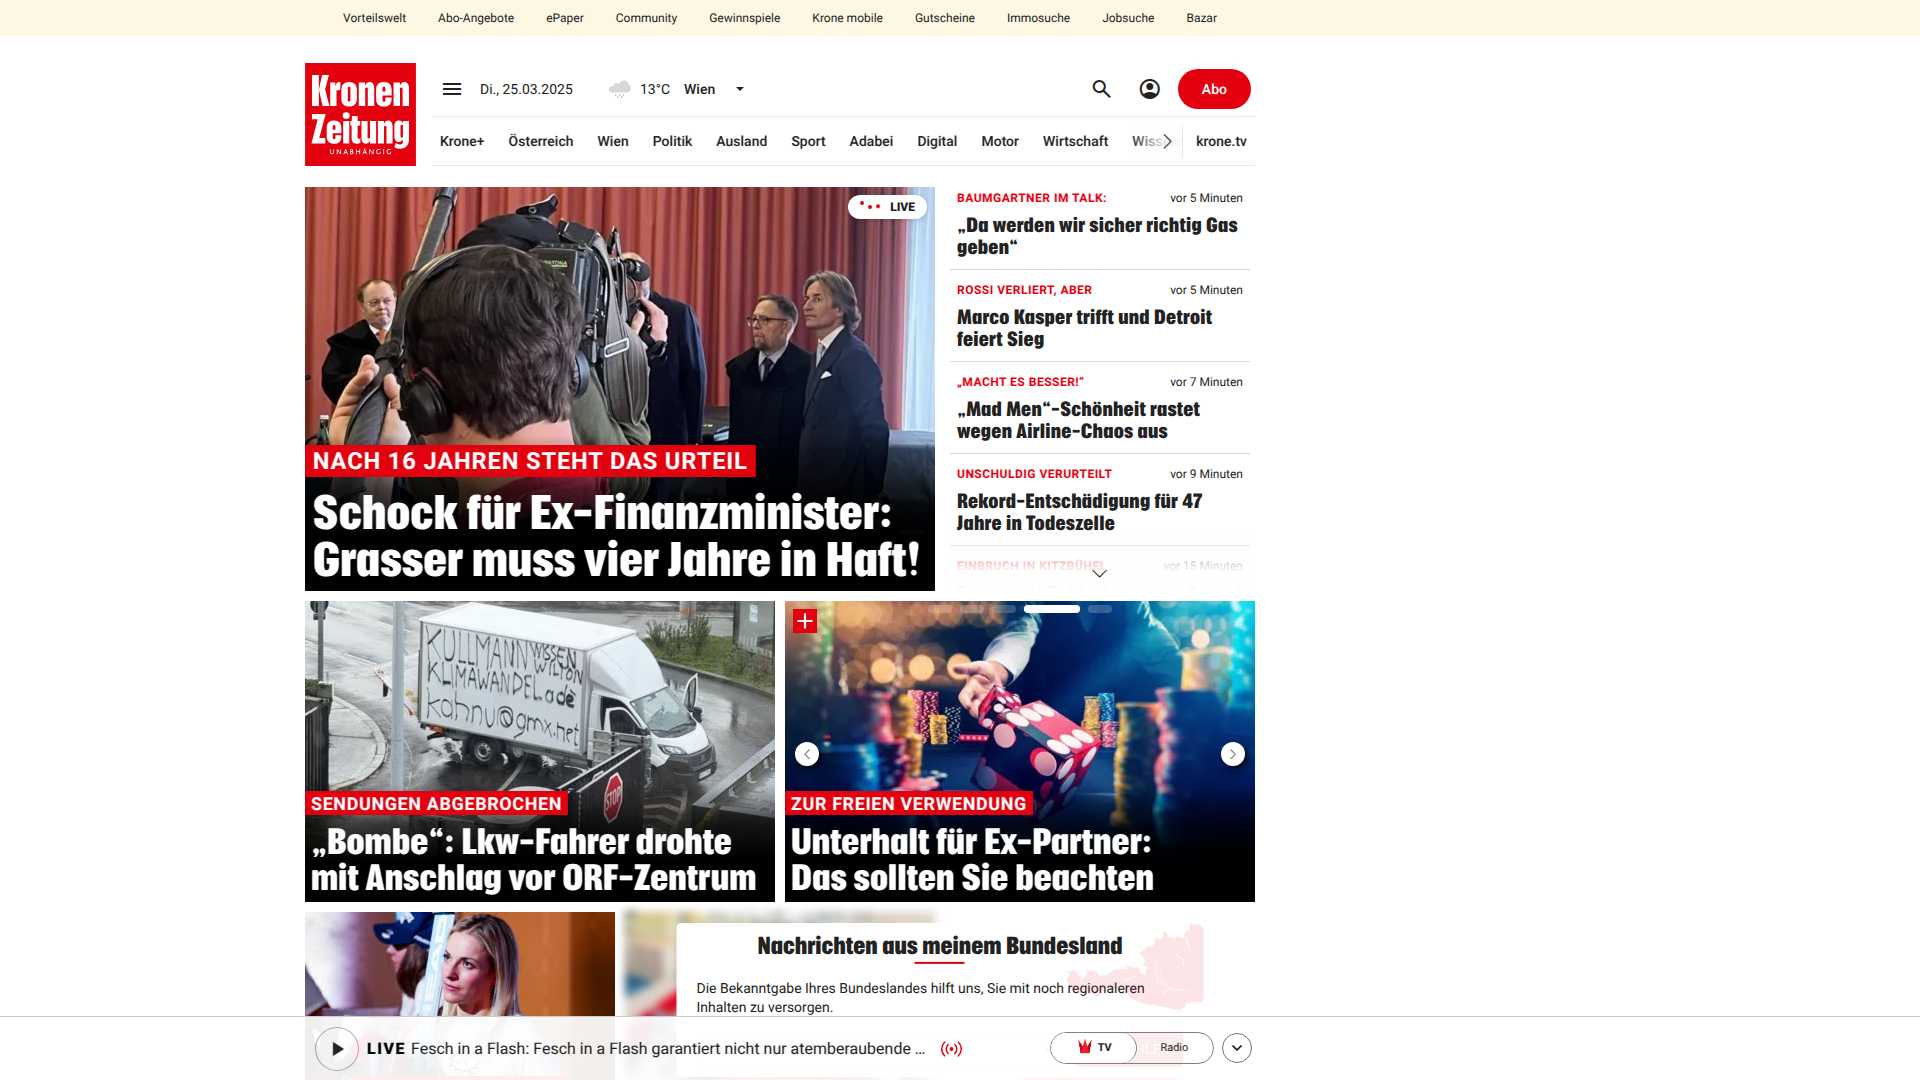 Vorteilswelt Abo-Angebote ePaper Community Gewinnspiele Krone mobile Gutscheine Immosuche Jobsuche Bazar
Kronen
Zeitung
UNABHÄNGIG
Di., 25.03.2025 13°C Wien Abo
Krone+ Österreich Wien Politik Ausland Sport Adabei Digital Motor Wirtschaft Wiss krone.tv
LIVE
NACH 16 JAHREN STEHT DAS URTEIL
Schock für Ex-Finanzminister:
Grasser muss vier Jahre in Haft!
BAUMGARTNER IM TALK: vor 5 Minuten
„Da werden wir sicher richtig Gas
geben“
ROSSI VERLIERT, ABER vor 5 Minuten
Marco Kasper trifft und Detroit
feiert Sieg
„MACHT ES BESSER!“ vor 7 Minuten
„Mad Men“-Schönheit rastet
wegen Airline-Chaos aus
UNSCHULDIG VERURTEILT vor 9 Minuten
Rekord-Entschädigung für 47
Jahre in Todeszelle
EINBRUCH IN KITZBÜHEL vor 15 Minuten
KULLMANN WISSEN
WILFON
KLIMAWANDEL ade
kahnu@gmx.net
STOP
SENDUNGEN ABGEBROCHEN
„Bombe“: Lkw-Fahrer drohte
mit Anschlag vor ORF-Zentrum
ZUR FREIEN VERWENDUNG
Unterhalt für Ex-Partner:
Das sollten Sie beachten
Nachrichten aus meinem Bundesland
Die Bekanntgabe Ihres Bundeslandes hilft uns, Sie mit noch regionaleren
Inhalten zu versorgen.
LIVE Fesch in a Flash: Fesch in a Flash garantiert nicht nur atemberaubende ... TV Radio